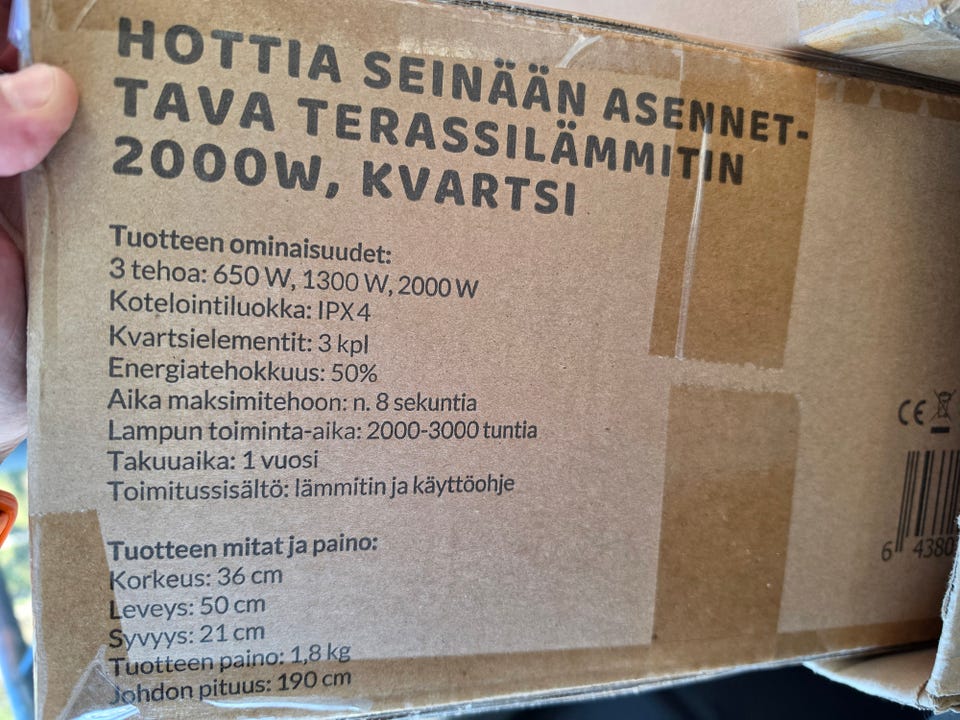 HOTTIA SEINÄÄN ASENNET-
TAVA TERASSILÄMMITIN
2000W, KVARTSI
Tuotteen ominaisuudet:
3 tehoa: 650 W, 1300 W, 2000 W
Kotelointiluokka: IPX4
Kvartsielementit: 3 kpl
Energiatehokkuus: 50%
Aika maksimitehoon: n. 8 sekuntia
Lampun toiminta-aika: 2000-3000 tuntia
Takuuaika: 1 vuosi
Toimitussisältö: lämmitin ja käyttöohje
Tuotteen mitat ja paino:
Korkeus: 36 cm
Leveys: 50 cm
Syvyys: 21 cm
Tuotteen paino: 1,8 kg
Johdon pituus: 190 cm
CE
6 4380